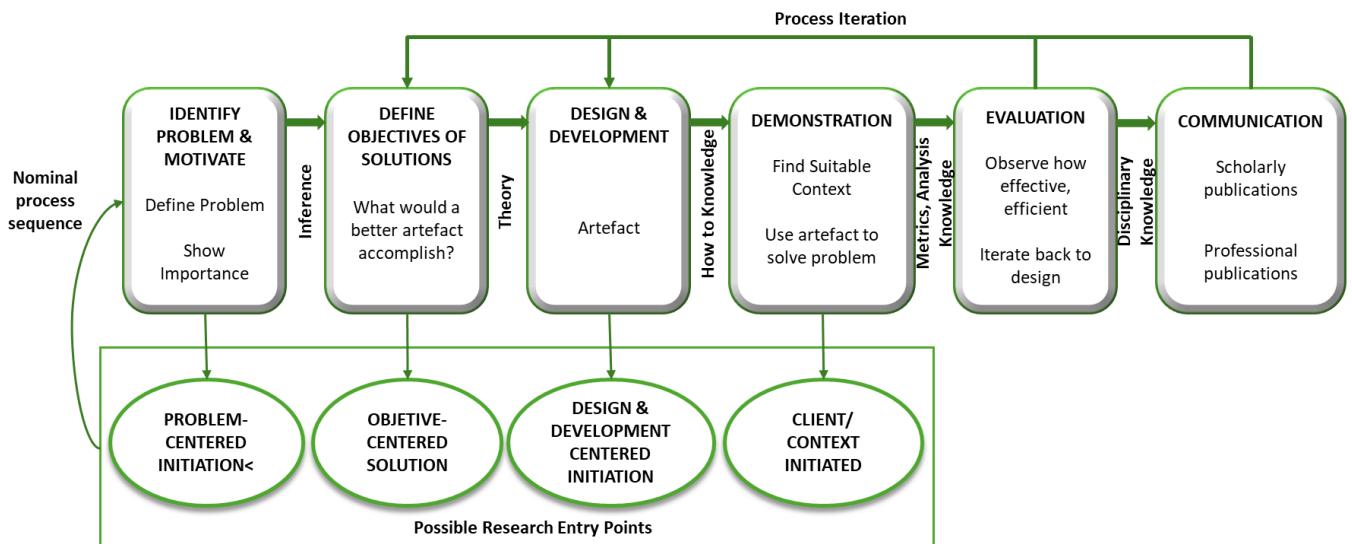 Process Iteration
Nominal
process
sequence
IDENTIFY
PROBLEM &
MOTIVATE
Define Problem
Show
Importance
Inference
DEFINE
OBJECTIVES OF
SOLUTIONS
What would a
better artefact
accomplish?
Theory
DESIGN &
DEVELOPMENT
Artefact
How to Knowledge
DEMONSTRATION
Find Suitable
Context
Use artefact to
solve problem
Metrics, Analysis
Knowledge
EVALUATION
Observe how
effective,
efficient
Iterate back to
design
Disciplinary
Knowledge
COMMUNICATION
Scholarly
publications
Professional
publications
PROBLEM-
CENTERED
INITIATION<
OBJETIVE-
CENTERED
SOLUTION
DESIGN &
DEVELOPMENT
CENTERED
INITIATION
CLIENT/
CONTEXT
INITIATED
Possible Research Entry Points